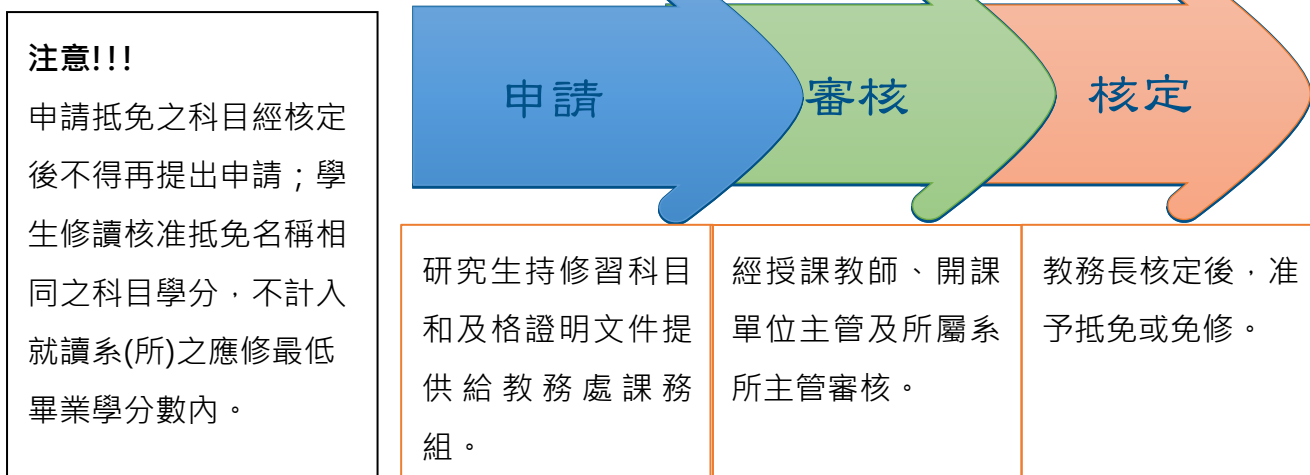 注意!!!
申請抵免之科目經核定
後不得再提出申請；學
生修讀核准抵免名稱相
同之科目學分，不計入
就讀系(所)之應修最低
畢業學分數內。
申請
審核
核定
研究生持修習科目
和及格證明文件提
供給教務處課務
組。
經授課教師、開課
單位主管及所屬系
所主管審核。
教務長核定後，准
予抵免或免修。